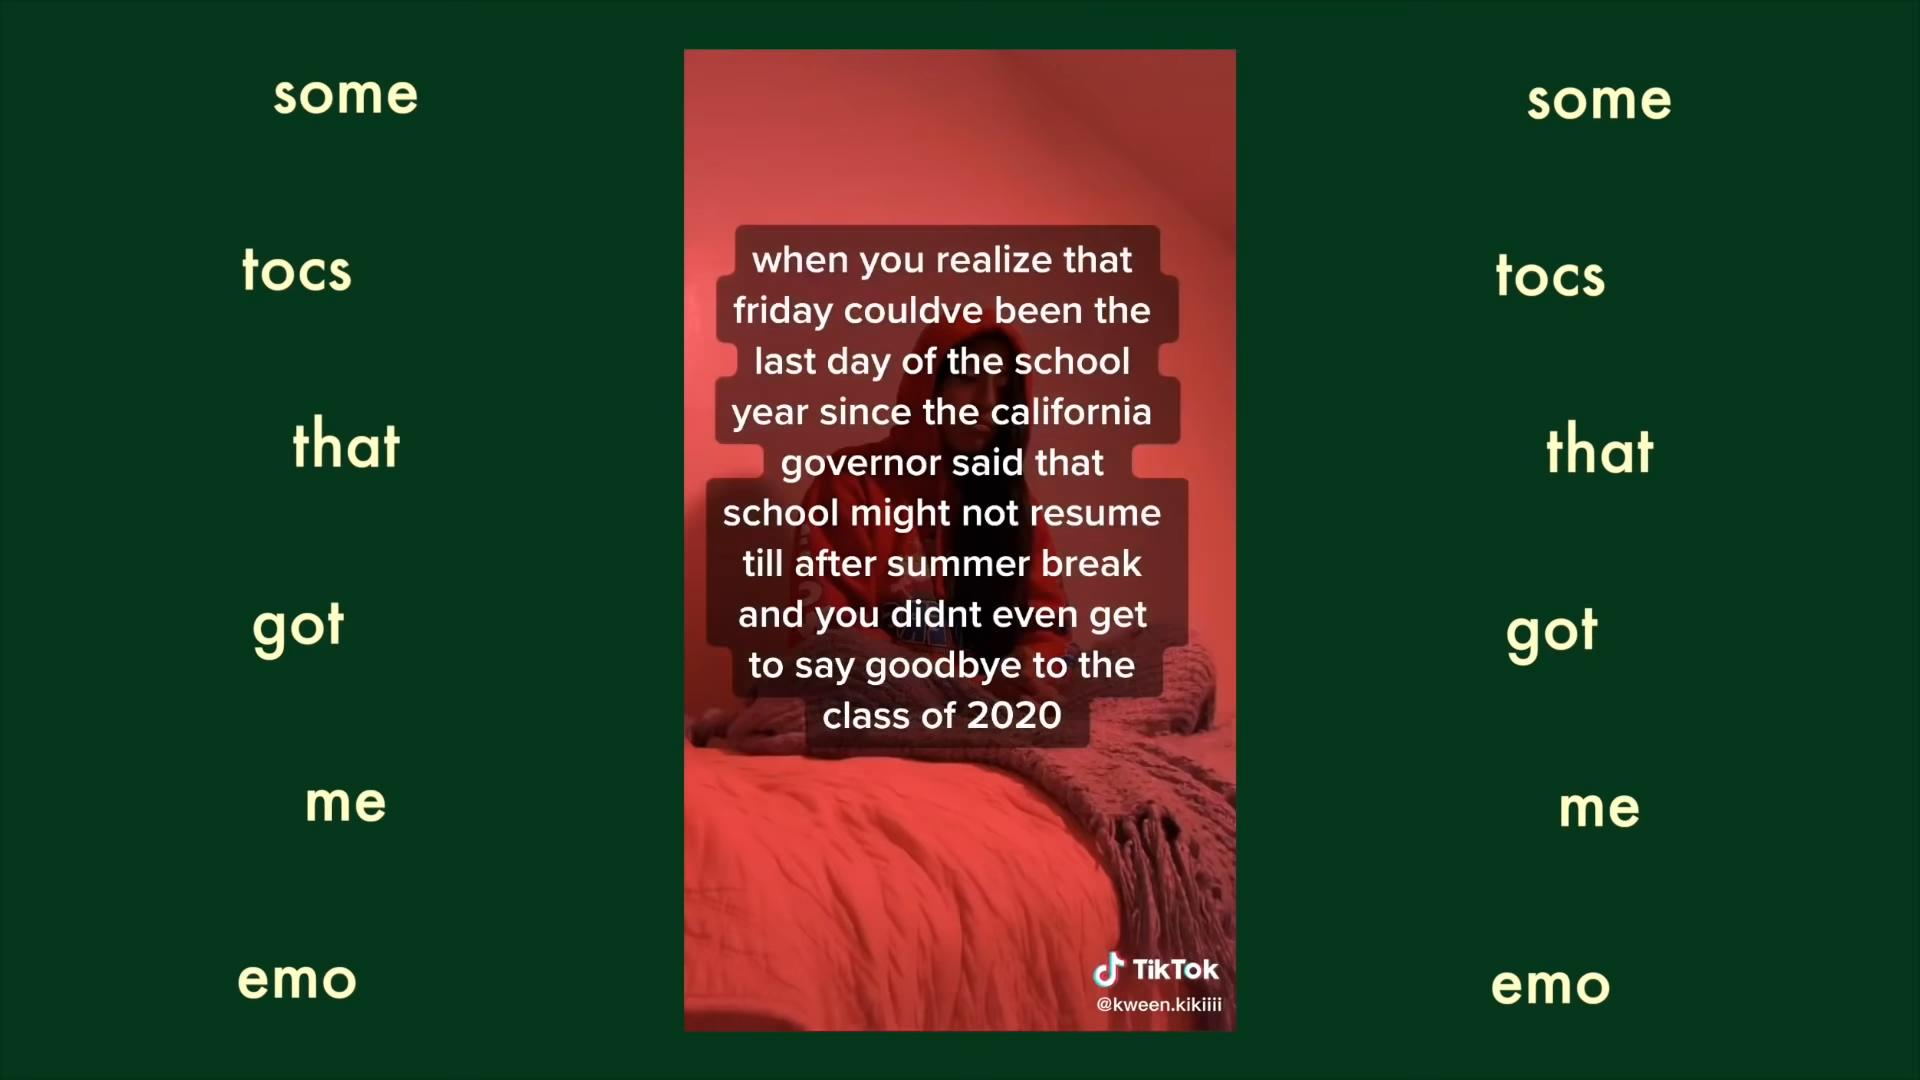 some
tocs
that
got
me
emo
when you realize that
friday couldve been the
last day of the school
year since the california
governor said that
school might not resume
till after summer break
and you didnt even get
to say goodbye to the
class of 2020
TikTok
@kween.kikiiii
some
tocs
that
got
me
emo